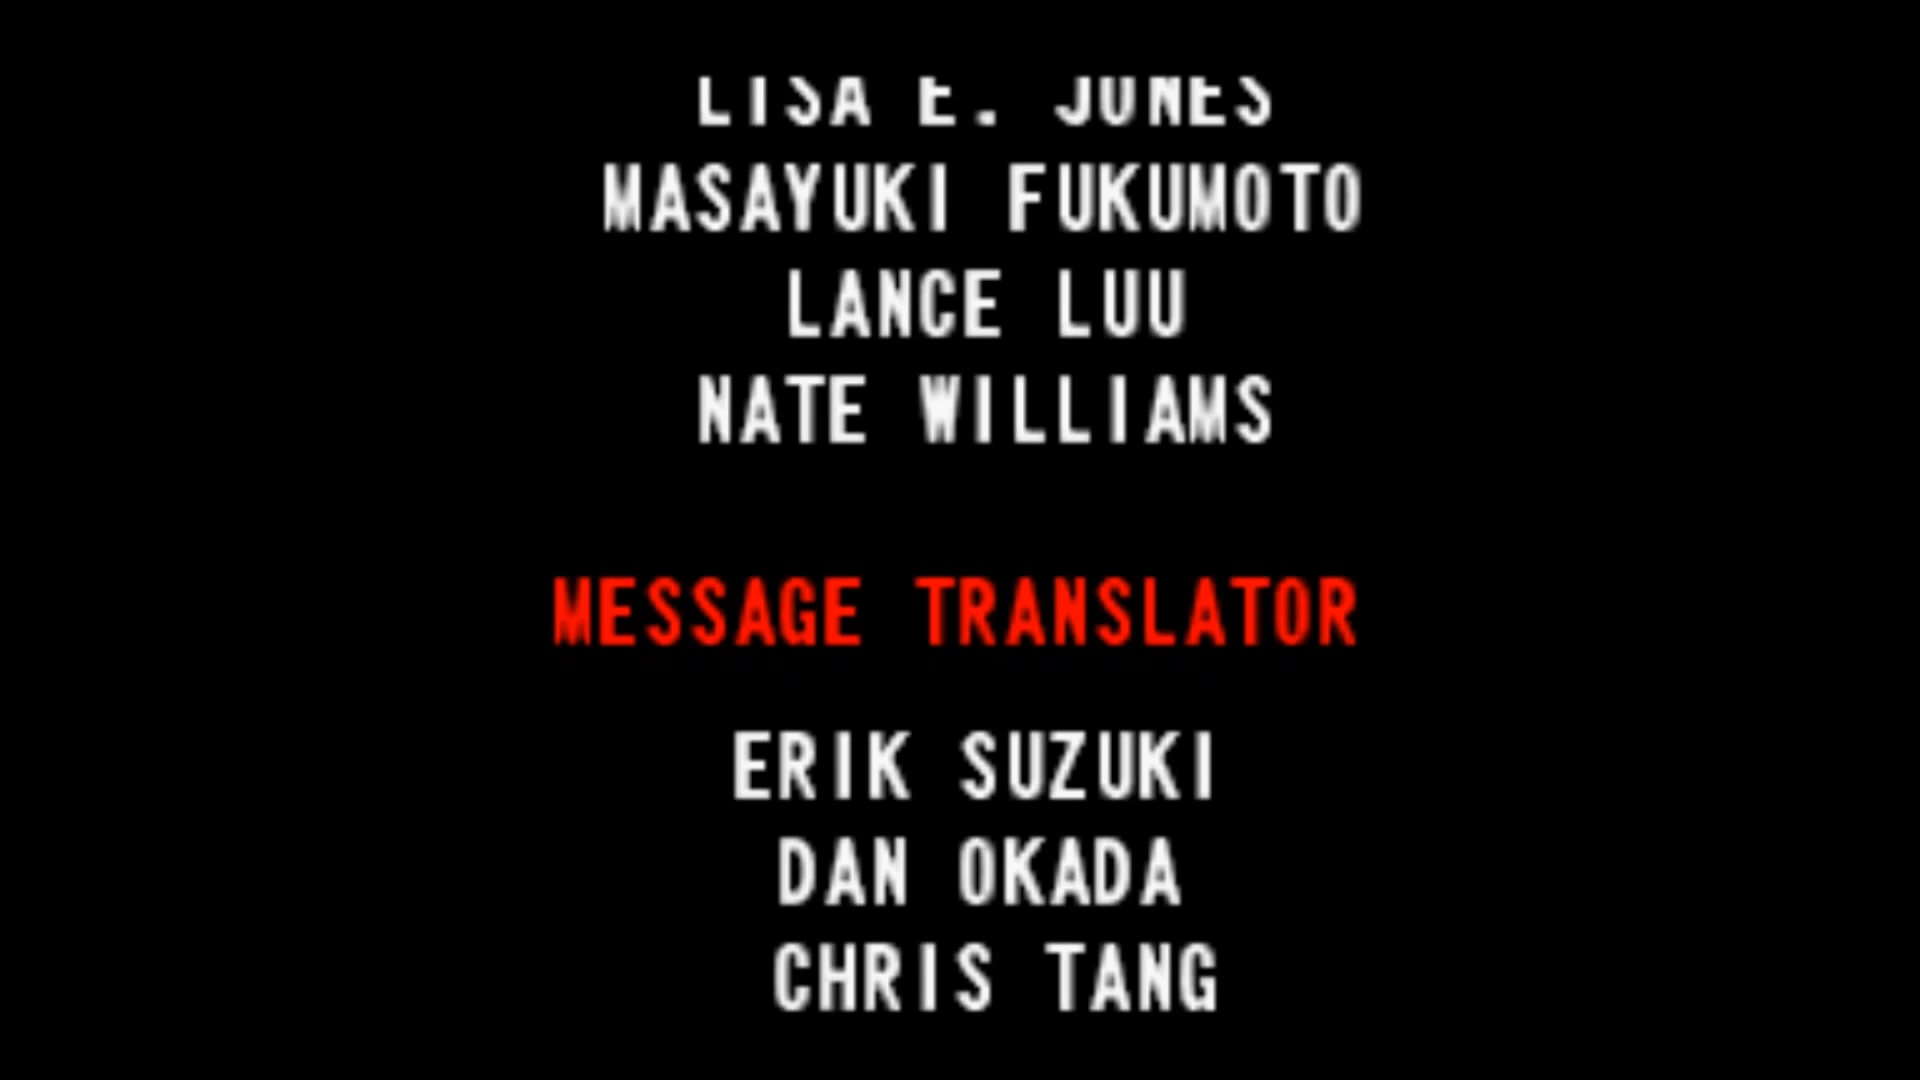 LISA E. JONES
MASAYUKI FUKUMOTO
LANCE LUU
NATE WILLIAMS
MESSAGE TRANSLATOR
ERIK SUZUKI
DAN OKADA
CHRIS TANG